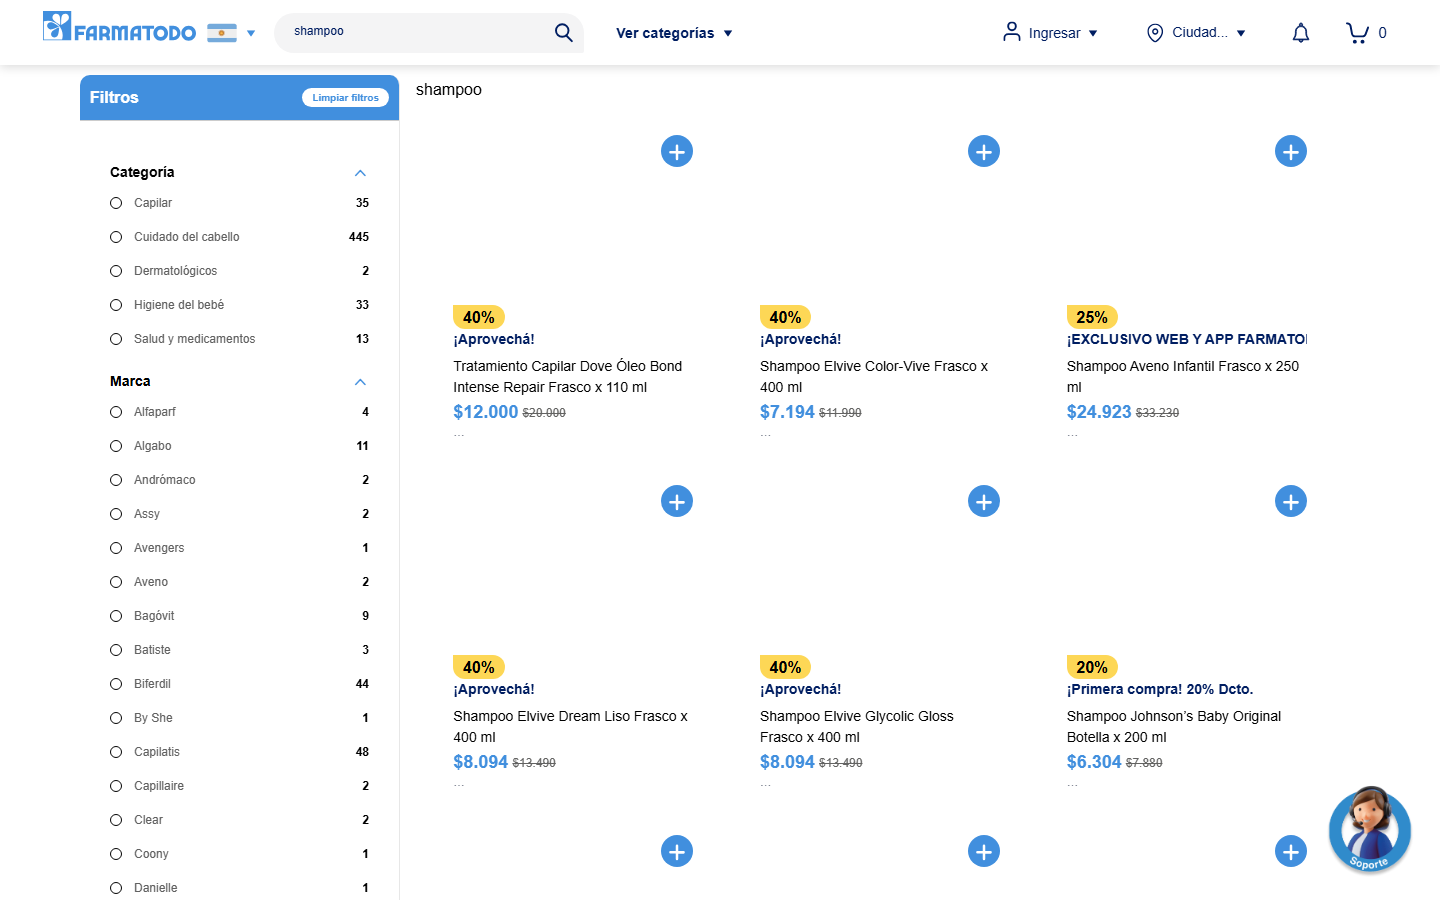 FARMATODO
shampoo
Ver categorías
Ingresar
Ciudad...
0
Filtros
Limpiar filtros
Categoría
Capilar 35
Cuidado del cabello 445
Dermatológicos 2
Higiene del bebé 33
Salud y medicamentos 13
Marca
Alfaparf 4
Algabo 11
Andrómaco 2
Assy 2
Avengers 1
Aveno 2
Bagóvit 9
Batiste 3
Biferdil 44
By She 1
Capilatis 48
Capillaire 2
Clear 2
Coony 1
Danielle 1
shampoo
40%
¡Aprovechá!
Tratamiento Capilar Dove Óleo Bond
Intense Repair Frasco x 110 ml
$12.000 $20.000
...
40%
¡Aprovechá!
Shampoo Elvive Color-Vive Frasco x
400 ml
$7.194 $11.990
...
25%
¡EXCLUSIVO WEB Y APP FARMATO
Shampoo Aveno Infantil Frasco x 250
ml
$24.923 $33.230
...
40%
¡Aprovechá!
Shampoo Elvive Dream Liso Frasco x
400 ml
$8.094 $13.490
...
40%
¡Aprovechá!
Shampoo Elvive Glycolic Gloss
Frasco x 400 ml
$8.094 $13.490
...
20%
¡Primera compra! 20% Dcto.
Shampoo Johnson’s Baby Original
Botella x 200 ml
$6.304 $7.880
...
Soporte